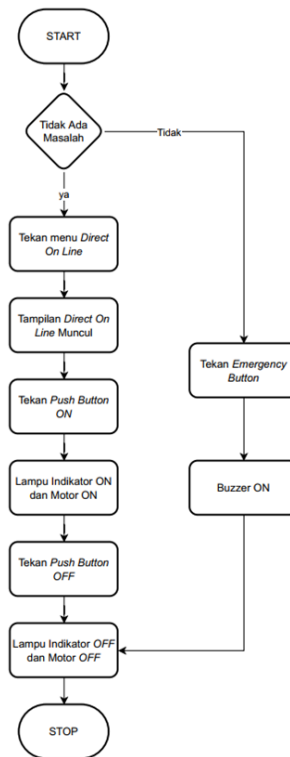 START
Tidak Ada
Masalah
Tidak
ya
Tekan menu Direct
On Line
Tampilan Direct On
Line Muncul
Tekan Push Button
ON
Lampu Indikator ON
dan Motor ON
Tekan Push Button
OFF
Lampu Indikator OFF
dan Motor OFF
STOP
Tekan Emergency
Button
Buzzer ON